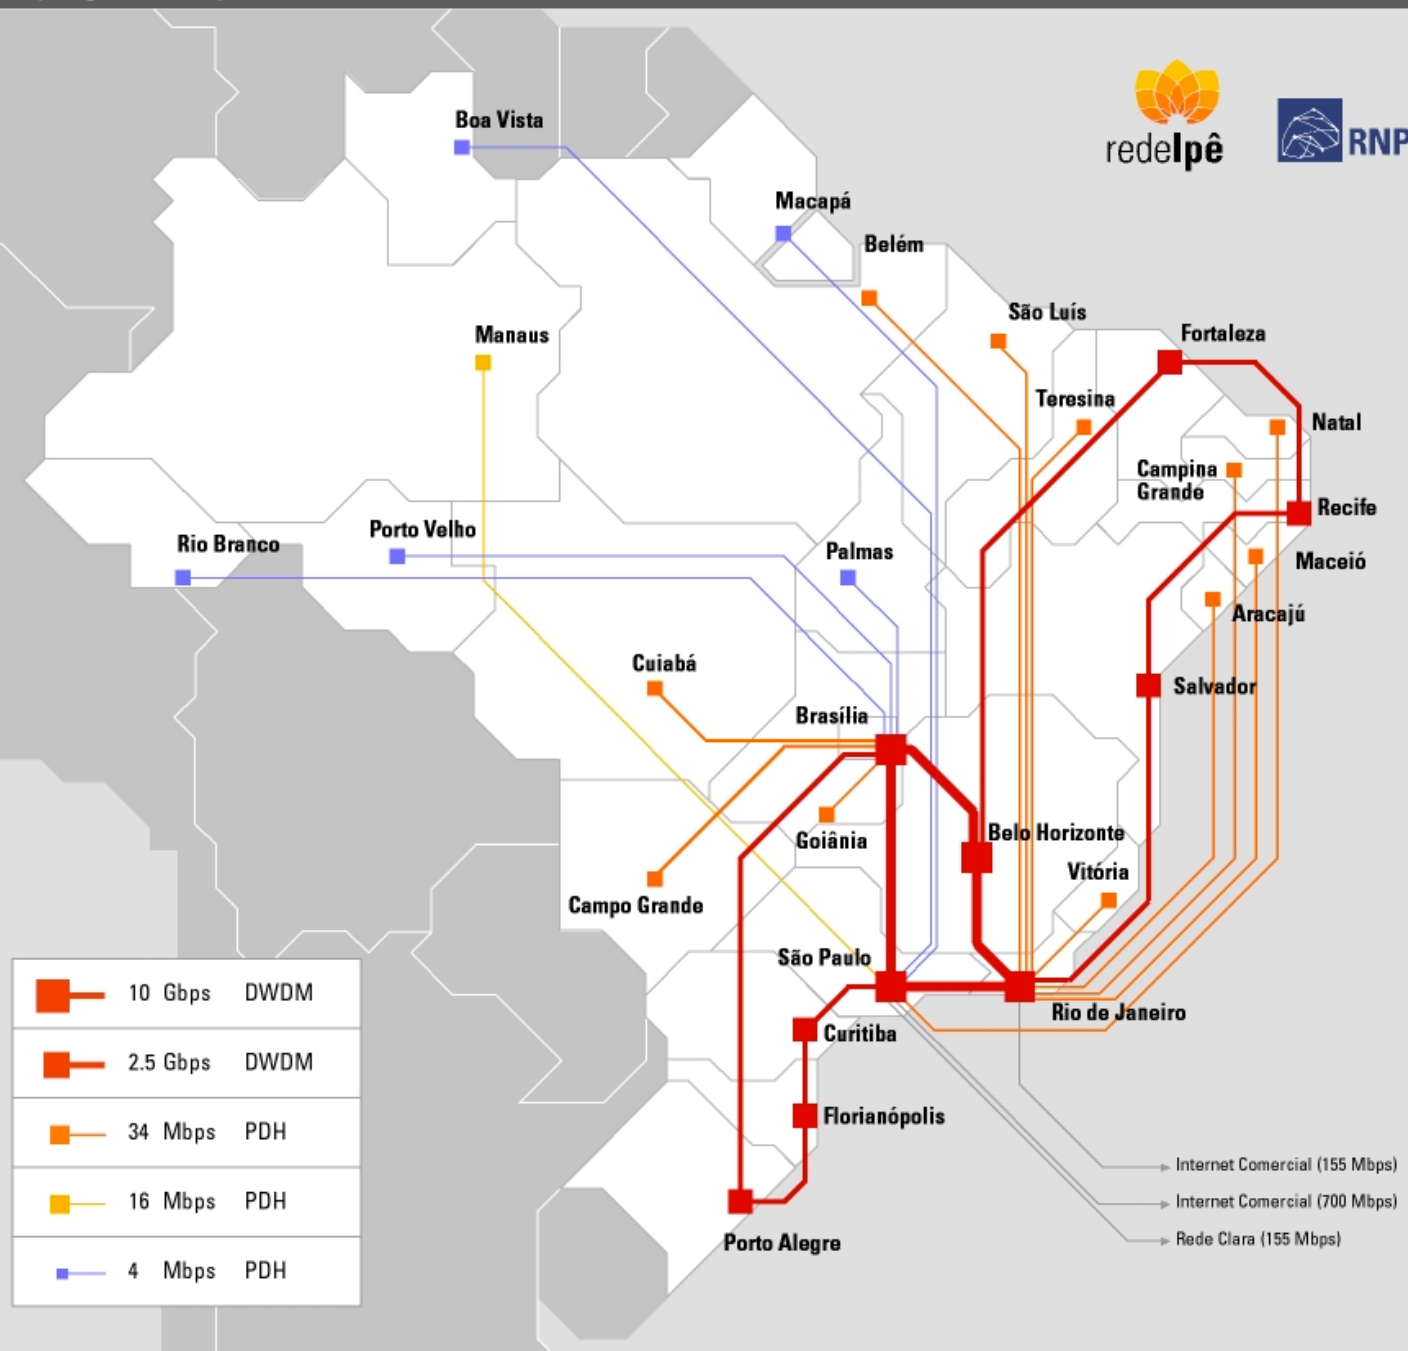 redeIpê
RNP
Boa Vista
Macapá
Belém
São Luís
Fortaleza
Manaus
Teresina
Natal
Campina
Grande
Recife
Porto Velho
Rio Branco
Palmas
Maceió
Aracajú
Cuiabá
Salvador
Brasília
Goiânia
Belo Horizonte
Vitória
Campo Grande
São Paulo
Rio de Janeiro
Curitiba
Florianópolis
Porto Alegre
10 Gbps DWDM
2.5 Gbps DWDM
34 Mbps PDH
16 Mbps PDH
4 Mbps PDH
Internet Comercial (155 Mbps)
Internet Comercial (700 Mbps)
Rede Clara (155 Mbps)